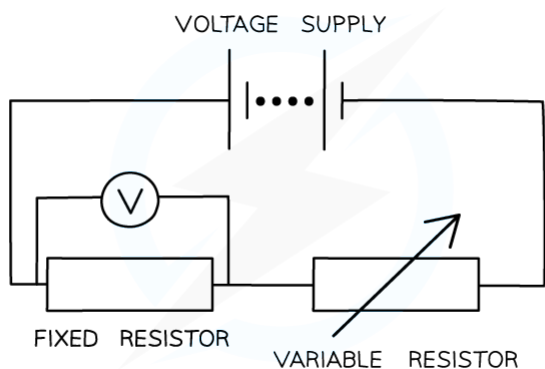 VOLTAGE SUPPLY
V
FIXED RESISTOR
VARIABLE RESISTOR